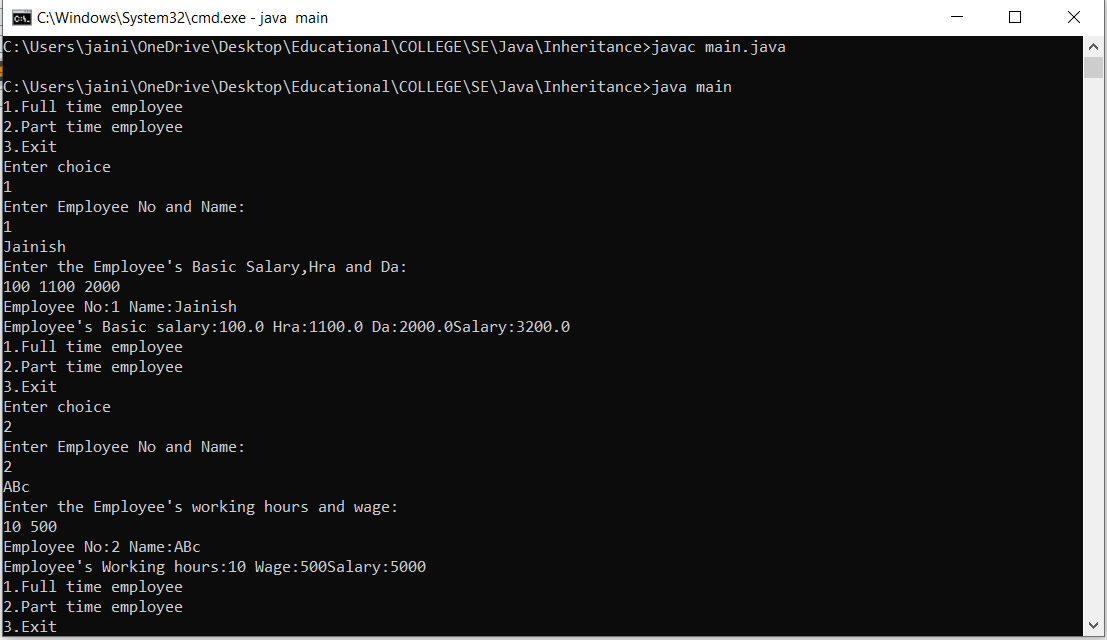 C:\Windows\System32\cmd.exe - java  main
C:\Users\jaini\OneDrive\Desktop\Educational\COLLEGE\SE\Java\Inheritance>javac main.java
C:\Users\jaini\OneDrive\Desktop\Educational\COLLEGE\SE\Java\Inheritance>java main
1.Full time employee
2.Part time employee
3.Exit
Enter choice
1
Enter Employee No and Name:
1
Jainish
Enter the Employee's Basic Salary,Hra and Da:
100 1100 2000
Employee No:1 Name:Jainish
Employee's Basic salary:100.0 Hra:1100.0 Da:2000.0Salary:3200.0
1.Full time employee
2.Part time employee
3.Exit
Enter choice
2
Enter Employee No and Name:
2
ABc
Enter the Employee's working hours and wage:
10 500
Employee No:2 Name:ABc
Employee's Working hours:10 Wage:500Salary:5000
1.Full time employee
2.Part time employee
3.Exit